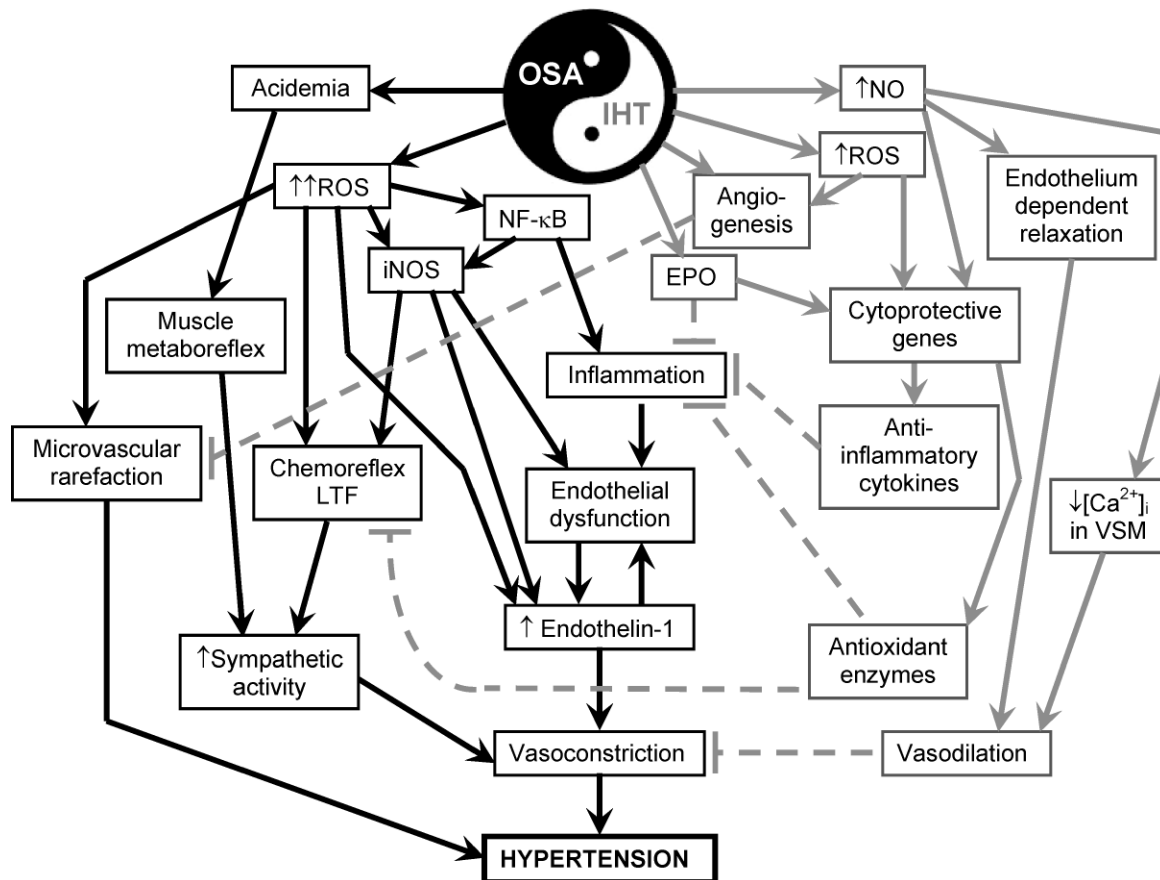 OSA
IHT
Acidemia
↑NO
↑ROS
↑↑ROS
NF-κB
Angio-
genesis
Endothelium
dependent
relaxation
iNOS
EPO
Muscle
metaboreflex
Cytoprotective
genes
Inflammation
Microvascular
rarefaction
Chemoreflex
LTF
Endothelial
dysfunction
Anti-
inflammatory
cytokines
↓[Ca²⁺]ᵢ
in VSM
↑ Endothelin-1
↑Sympathetic
activity
Antioxidant
enzymes
Vasoconstriction
Vasodilation
HYPERTENSION